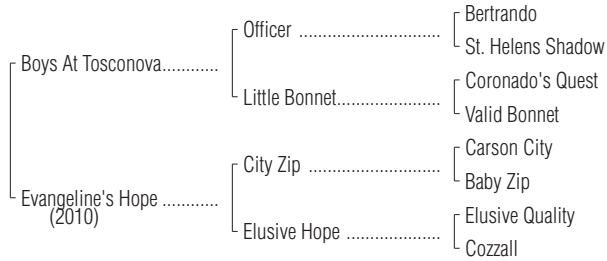 Bertrando
Officer ..............................
St. Helens Shadow
Boys At Tosconova............
Coronado's Quest
Little Bonnet......................
Valid Bonnet
Carson City
City Zip ............................
Baby Zip
Evangeline's Hope ............
(2010)
Elusive Quality
Elusive Hope ....................
Cozzall